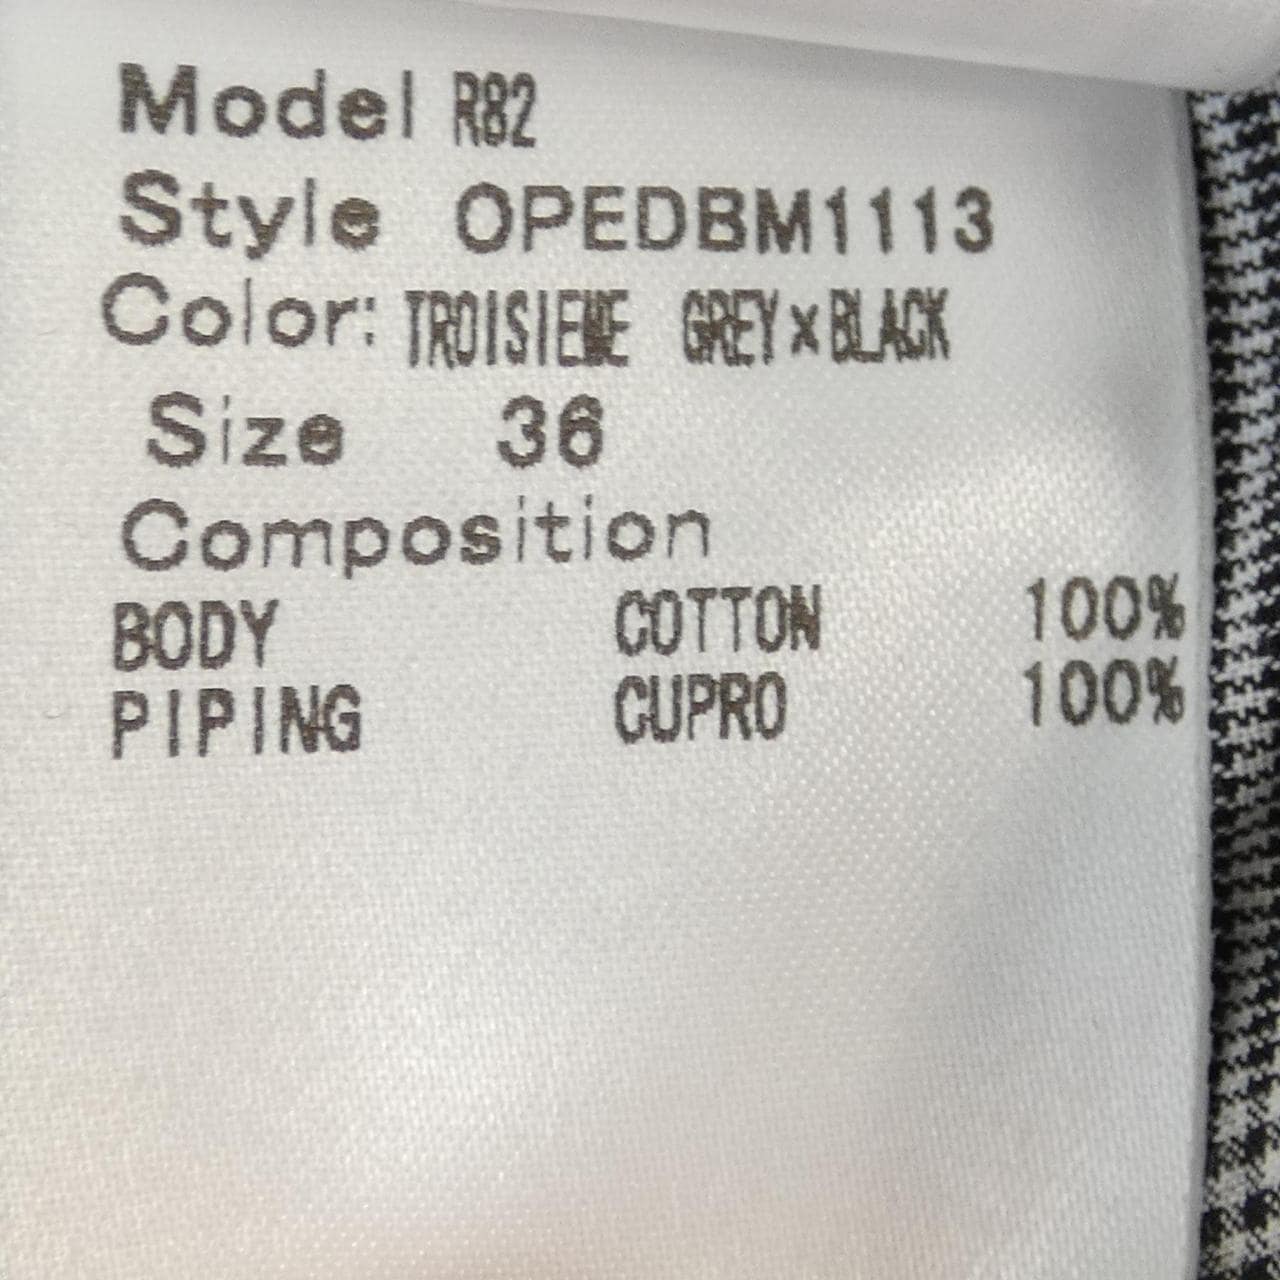 Model R82
Style OPEDBM1113
Color: TROISIEME GREY×BLACK
Size 36
Composition
BODY COTTON 100%
PIPING CUPRO 100%